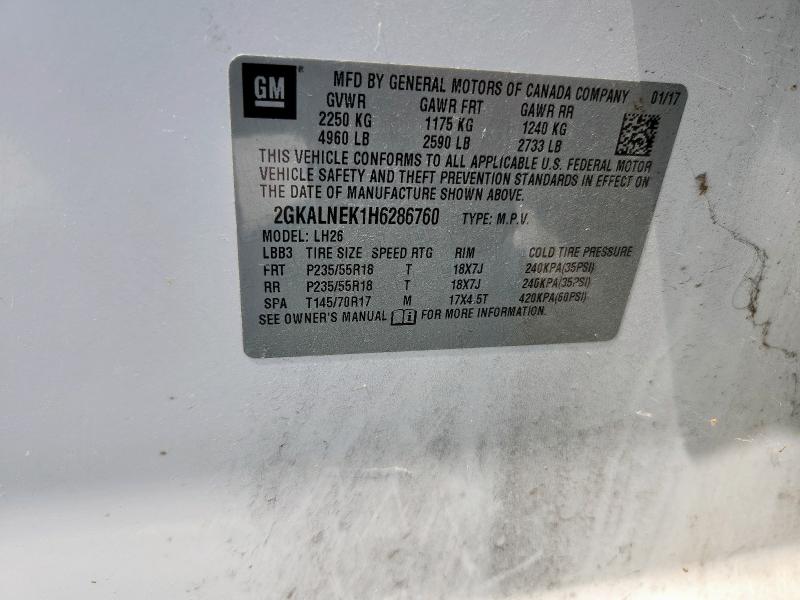 GM ® MFD BY GENERAL MOTORS OF CANADA COMPANY 01/17
GVWR GAWR FRT GAWR RR
2250 KG 1175 KG 1240 KG
4960 LB 2590 LB 2733 LB
THIS VEHICLE CONFORMS TO ALL APPLICABLE U.S. FEDERAL MOTOR
VEHICLE SAFETY AND THEFT PREVENTION STANDARDS IN EFFECT ON
THE DATE OF MANUFACTURE SHOWN ABOVE.
2GKALNEK1H6286760 TYPE: M.P.V.
MODEL: LH26
LBB3 TIRE SIZE SPEED RTG RIM COLD TIRE PRESSURE
FRT P235/55R18 T 18X7J 240KPA(35PSI)
RR P235/55R18 T 18X7J 240KPA(35PSI)
SPA T145/70R17 M 17X4.5T 420KPA(60PSI)
SEE OWNER'S MANUAL FOR MORE INFORMATION.